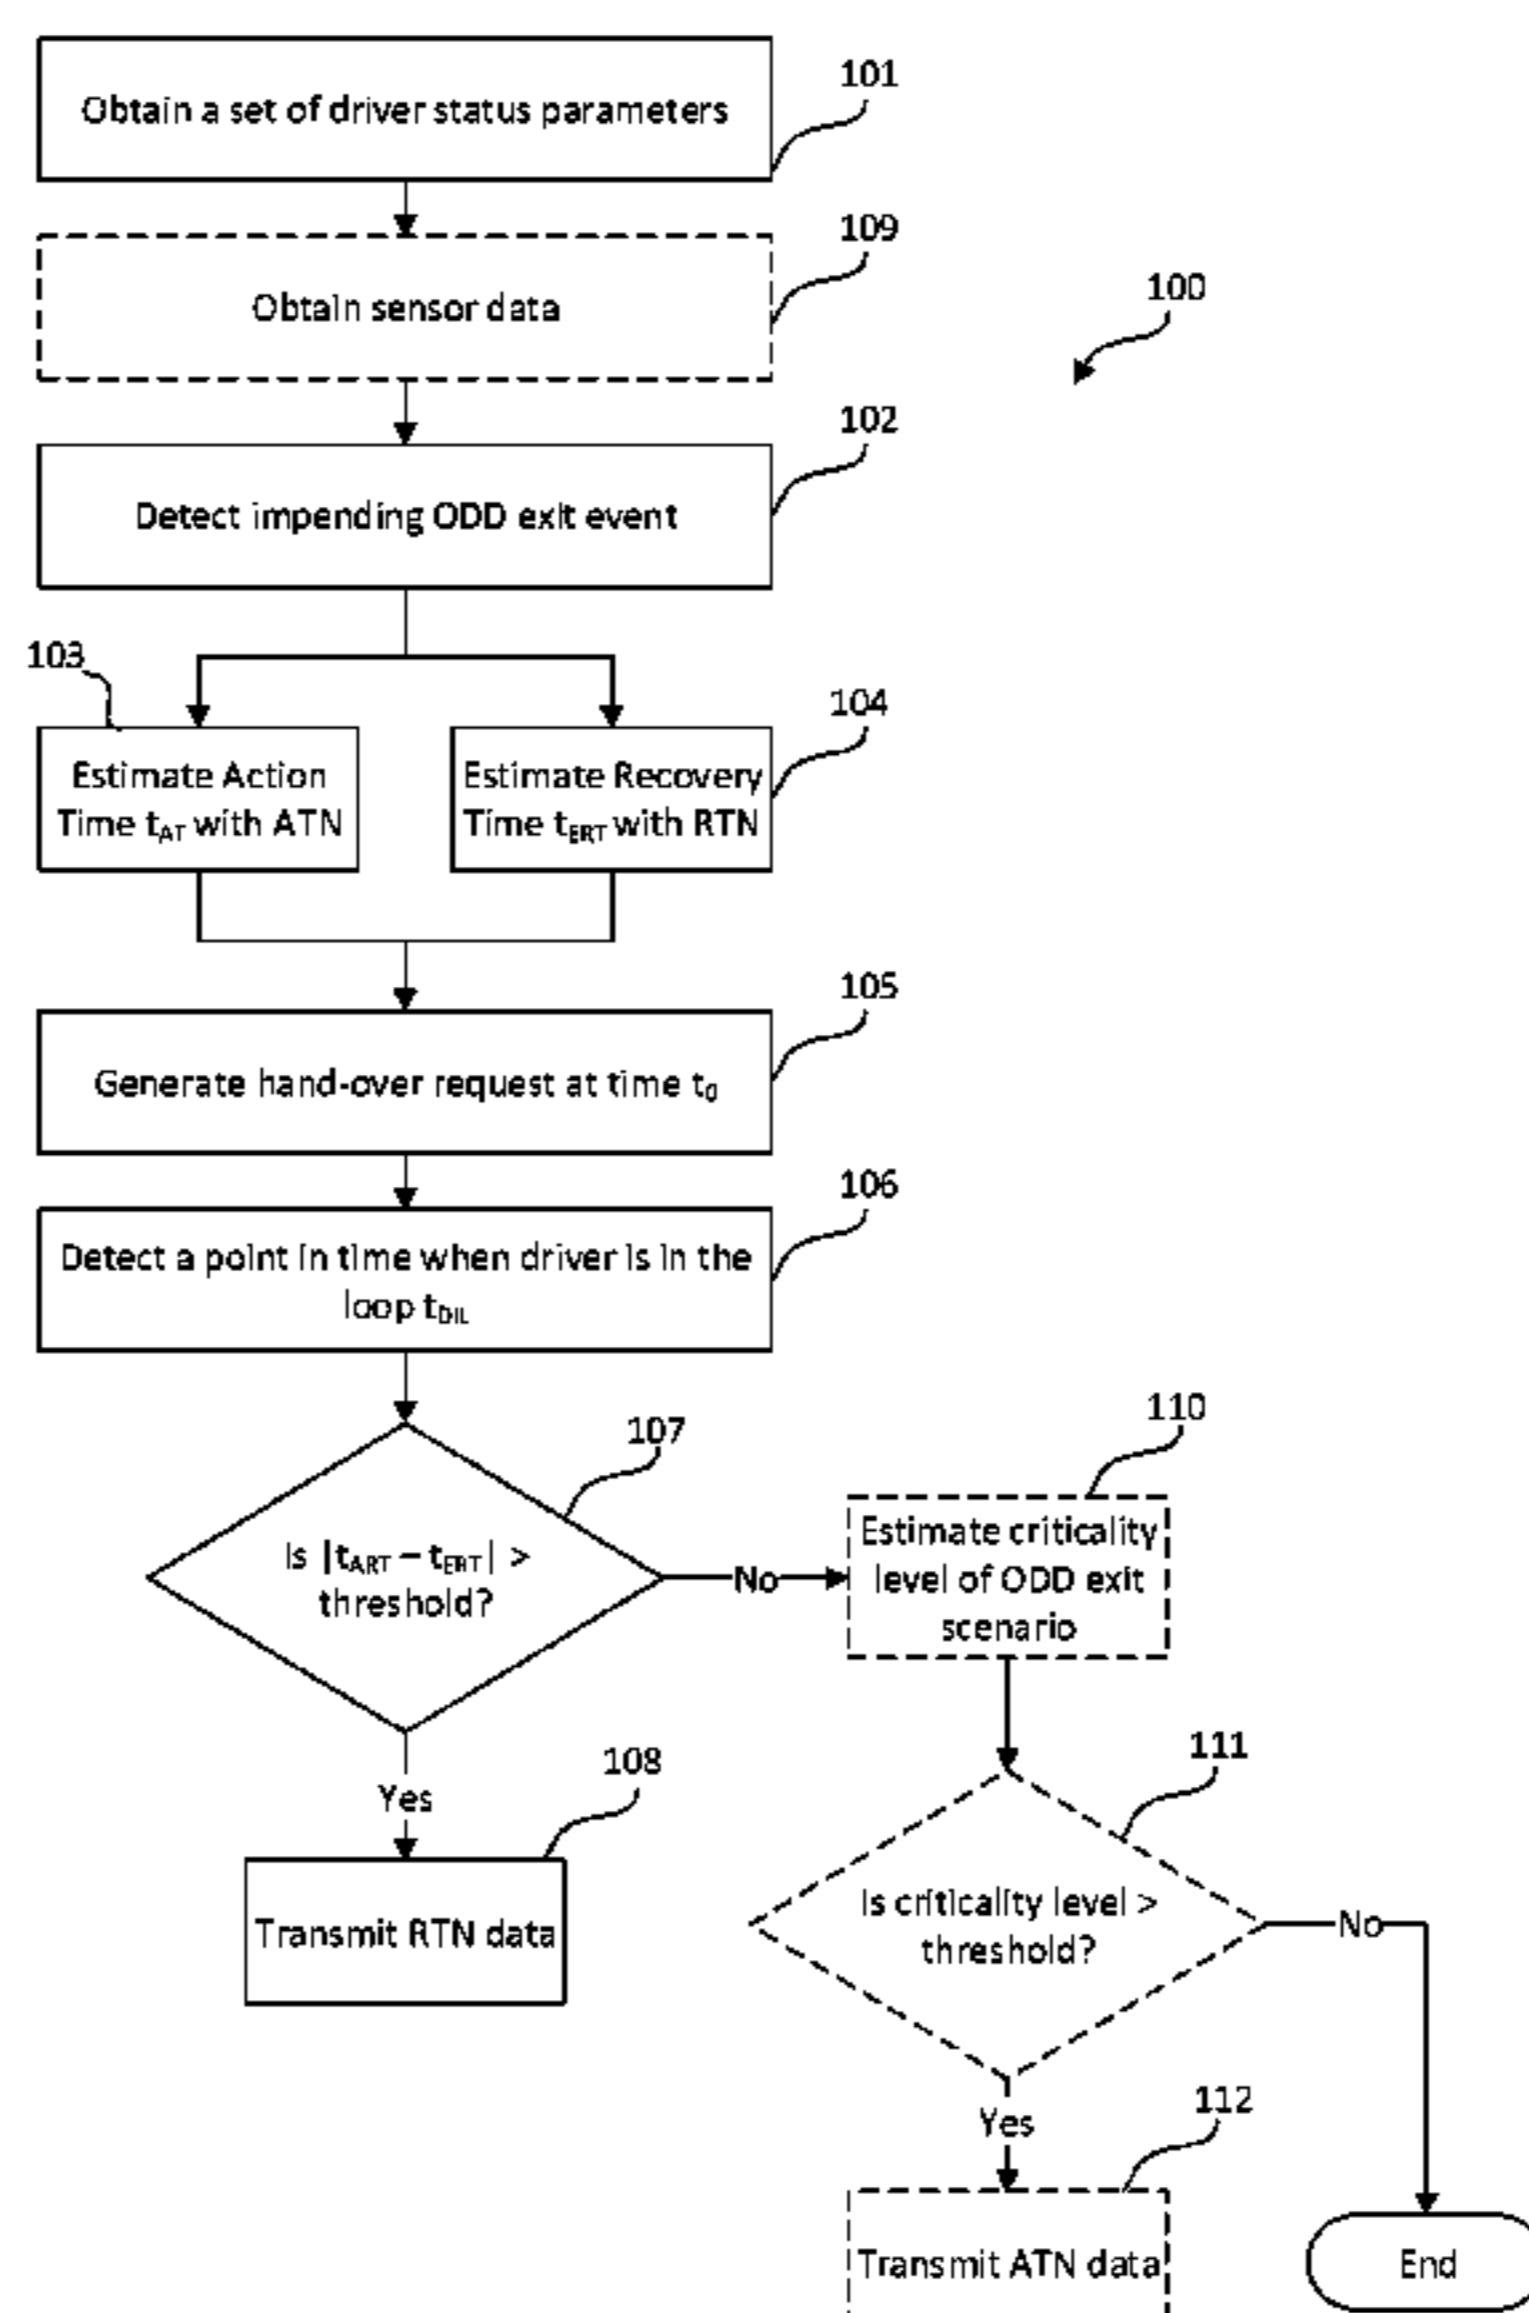 101
Obtain a set of driver status parameters
109
Obtain sensor data
100
102
Detect impending ODD exit event
103
104
Estimate Action
Time tAT with ATN
Estimate Recovery
Time tERT with RTN
105
Generate hand-over request at time t0
106
Detect a point in time when driver is in the
loop tDIL
107
Is |tART – tERT| >
threshold?
No
110
Estimate criticality
level of ODD exit
scenario
Yes
108
Transmit RTN data
111
Is criticality level >
threshold?
No
Yes
112
Transmit ATN data
End